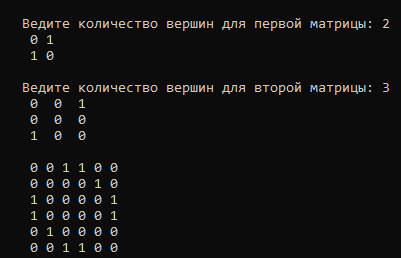 Ведите количество вершин для первой матрицы: 2
0 1
1 0
Ведите количество вершин для второй матрицы: 3
0 0 1
0 0 0
1 0 0
0 0 1 1 0 0
0 0 0 0 1 0
1 0 0 0 0 1
1 0 0 0 0 1
0 1 0 0 0 0
0 0 1 1 0 0